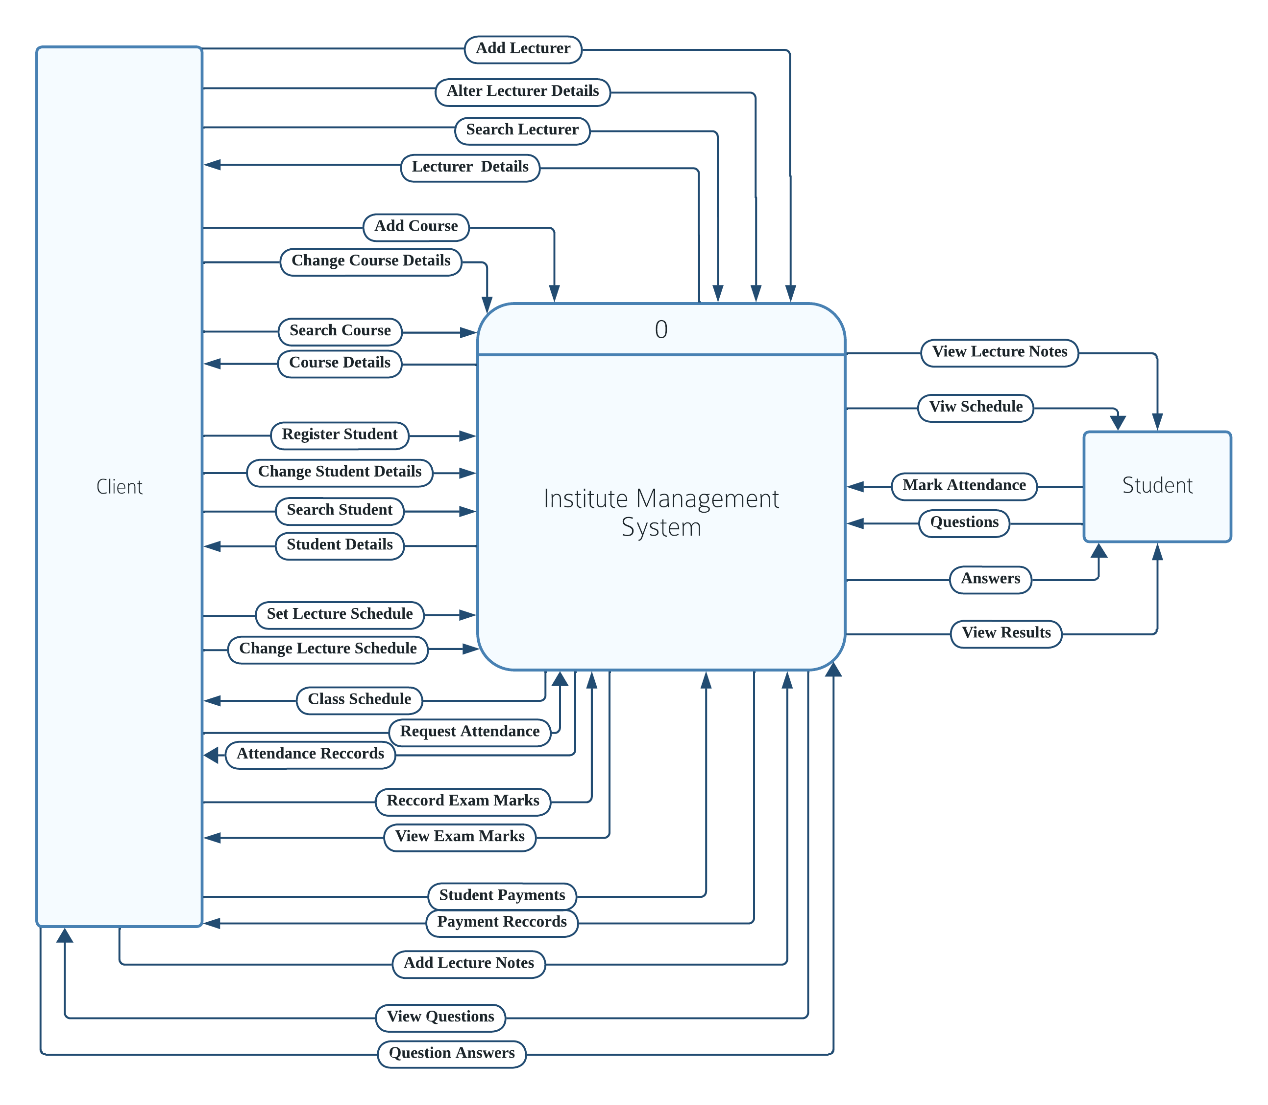 Add Lecturer
Alter Lecturer Details
Search Lecturer
Lecturer  Details
Add Course
Change Course Details
Search Course
Course Details
Register Student
Change Student Details
Search Student
Student Details
Set Lecture Schedule
Change Lecture Schedule
Class Schedule
Request Attendance
Attendance Reccords
Reccord Exam Marks
View Exam Marks
Student Payments
Payment Reccords
Add Lecture Notes
View Questions
Question Answers
Client
0
Institute Management
System
View Lecture Notes
Viw Schedule
Mark Attendance
Questions
Answers
View Results
Student